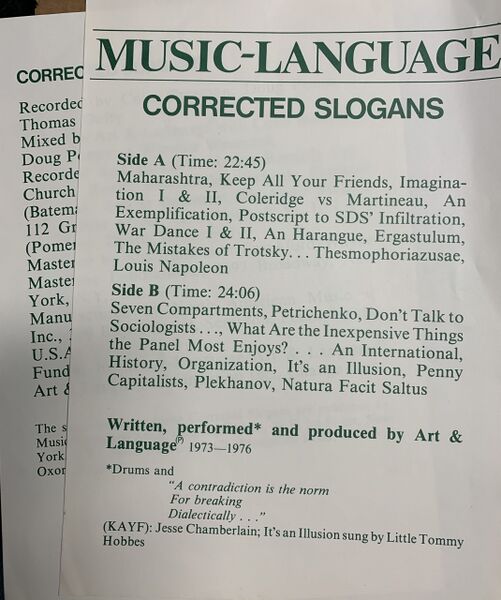 MUSIC-LANGUAGE
CORRECTED SLOGANS
Side A (Time: 22:45)
Maharashtra, Keep All Your Friends, Imagina-
tion I & II, Coleridge vs Martineau, An
Exemplification, Postscript to SDS' Infiltration,
War Dance I & II, An Harangue, Ergastulum,
The Mistakes of Trotsky. . . Thesmophoriazusae,
Louis Napoleon
Side B (Time: 24:06)
Seven Compartments, Petrichenko, Don't Talk to
Sociologists . . ., What Are the Inexpensive Things
the Panel Most Enjoys? . . . An International,
History, Organization, It's an Illusion, Penny
Capitalists, Plekhanov, Natura Facit Saltus
Written, performed* and produced by Art &
Language℗ 1973—1976
*Drums and
"A contradiction is the norm
For breaking
Dialectically . . ."
(KAYF): Jesse Chamberlain; It's an Illusion sung by Little Tommy
Hobbes
CORREC
Recorded
Thomas
Mixed b
Doug P
Recorde
Church
(Batema
112 Gr
(Pomer
Master
Master
York,
Manu
Inc.,
U.S.A
Fund
Art &
The s
Music
York
Oxon